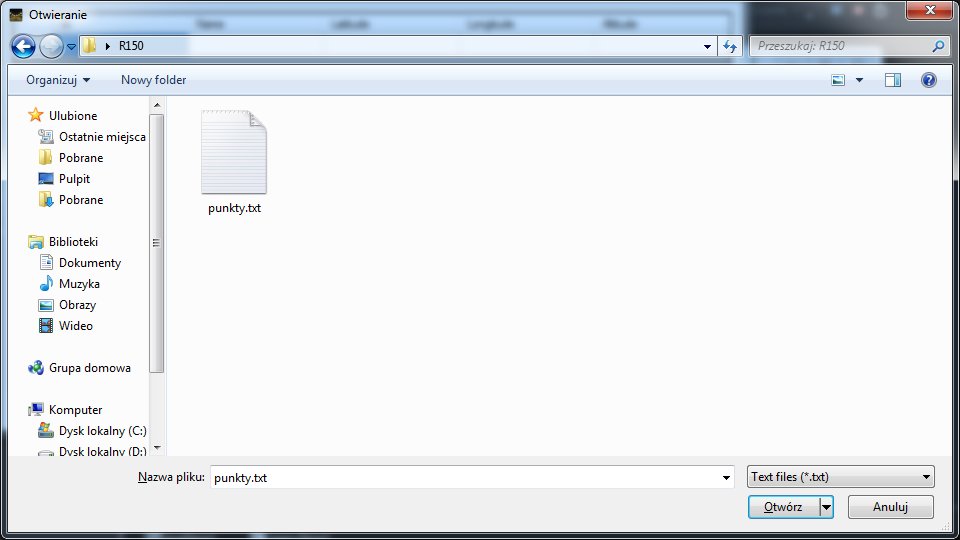 Otwieranie
Name Latitude Longitude Altitude
R150
Przeszukaj: R150
Organizuj Nowy folder
Ulubione
Ostatnie miejsca
Pobrane
Pulpit
Pobrane
Biblioteki
Dokumenty
Muzyka
Obrazy
Wideo
Grupa domowa
Komputer
Dysk lokalny (C:)
Dysk lokalny (D:)
punkty.txt
Nazwa pliku: punkty.txt
Text files (*.txt)
Otwórz Anuluj